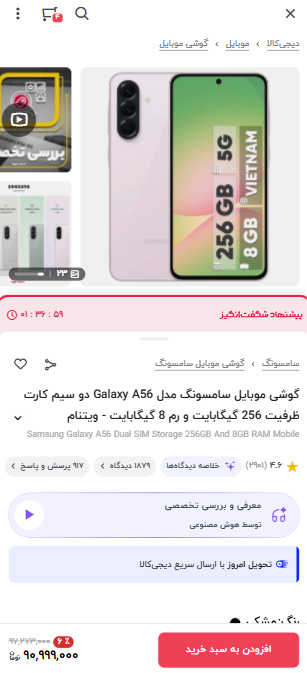 ۴
دیجی‌کالا › موبایل › گوشی موبایل
بررسی تخصصی
SAMSUNG
256 GB 5G
8 GB VIETNAM
۲۳
پیشنهاد شگفت‌انگیز
۰۱ : ۳۶ : ۵۹
سامسونگ › گوشی موبایل سامسونگ
گوشی موبایل سامسونگ مدل Galaxy A56 دو سیم کارت
ظرفیت 256 گیگابایت و رم 8 گیگابایت - ویتنام
Samsung Galaxy A56 Dual SIM Storage 256GB And 8GB RAM Mobile
۴.۶ (۲۹۰۱)
خلاصه دیدگاه‌ها
۱۸۷۹ دیدگاه
۹۱۷ پرسش و پاسخ
معرفی و بررسی تخصصی
توسط هوش مصنوعی
تحویل امروز با ارسال سریع دیجی‌کالا
رنگ: مشکی
افزودن به سبد خرید
۶ ٪ ۹۷,۲۷۳,۰۰۰
۹۰,۹۹۹,۰۰۰ تومان